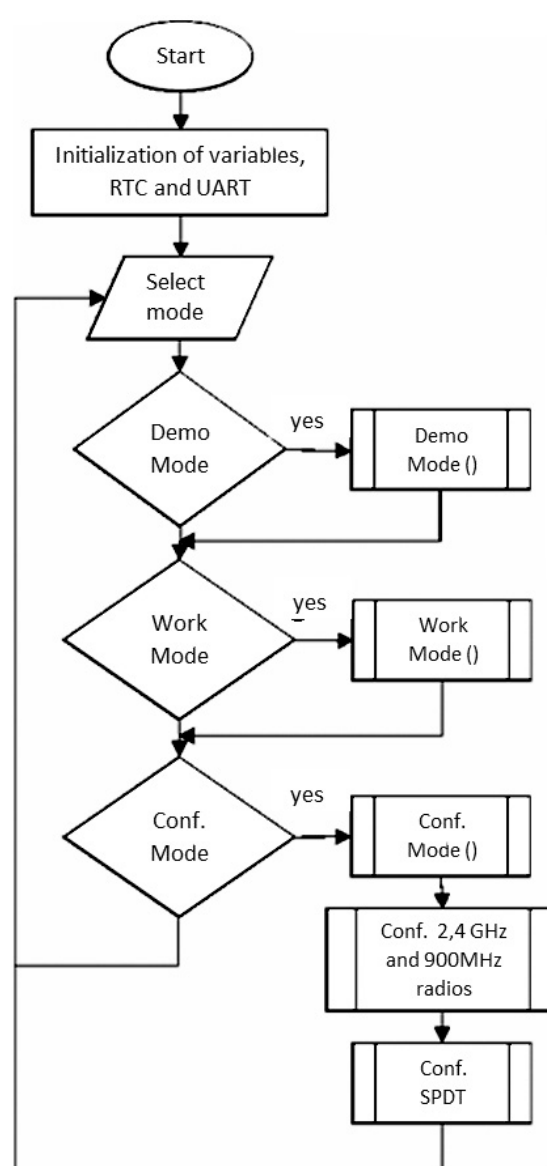 Start
Initialization of variables,
RTC and UART
Select
mode
Demo
Mode
yes
Demo
Mode ()
Work
Mode
yes
Work
Mode ()
Conf.
Mode
yes
Conf.
Mode ()
Conf. 2,4 GHz
and 900MHz
radios
Conf.
SPDT